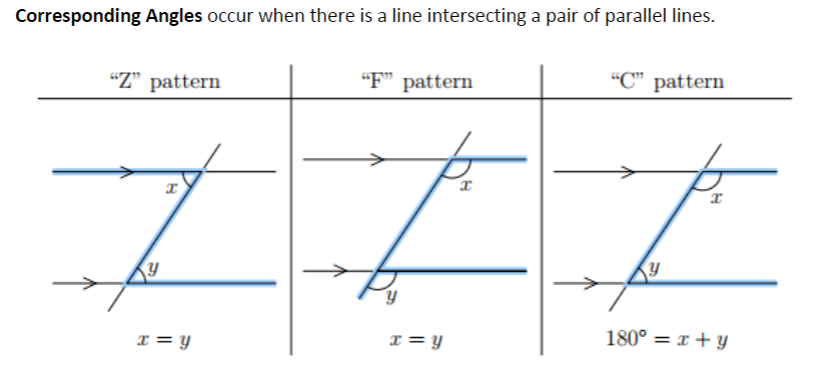 Corresponding Angles occur when there is a line intersecting a pair of parallel lines.
“Z” pattern
“F” pattern
“C” pattern
x
y
x
y
x
y
x = y
x = y
180° = x + y